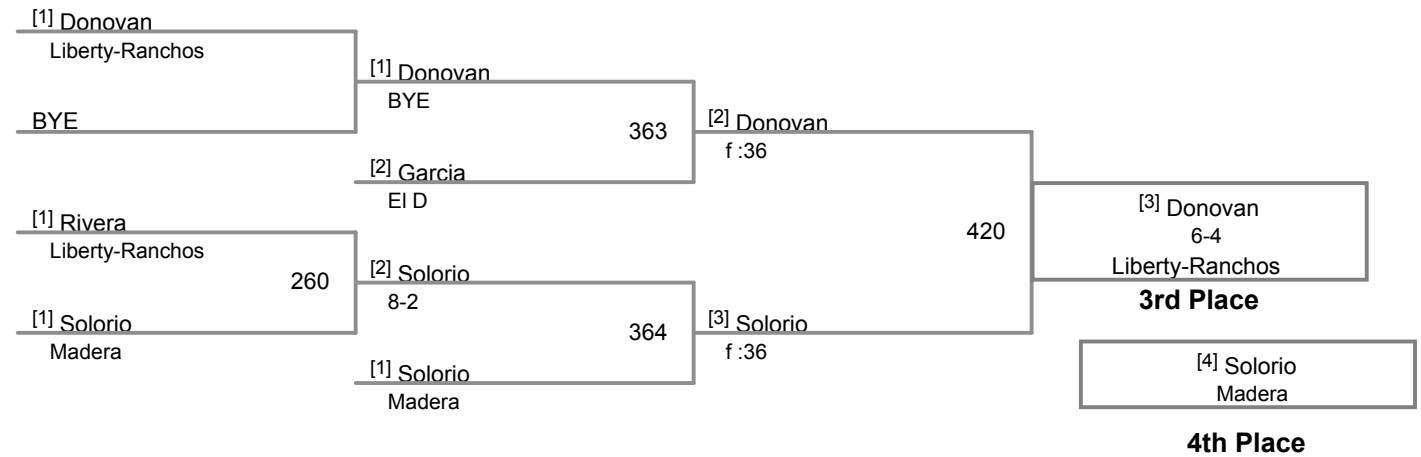 [1] Donovan
Liberty-Ranchos
BYE
[1] Rivera
Liberty-Ranchos
260
[1] Solorio
Madera
[1] Donovan
BYE
363
[2] Garcia
El D
[2] Solorio
8-2
364
[1] Solorio
Madera
[2] Donovan
f :36
420
[3] Solorio
f :36
[3] Donovan
6-4
Liberty-Ranchos
3rd Place
[4] Solorio
Madera
4th Place